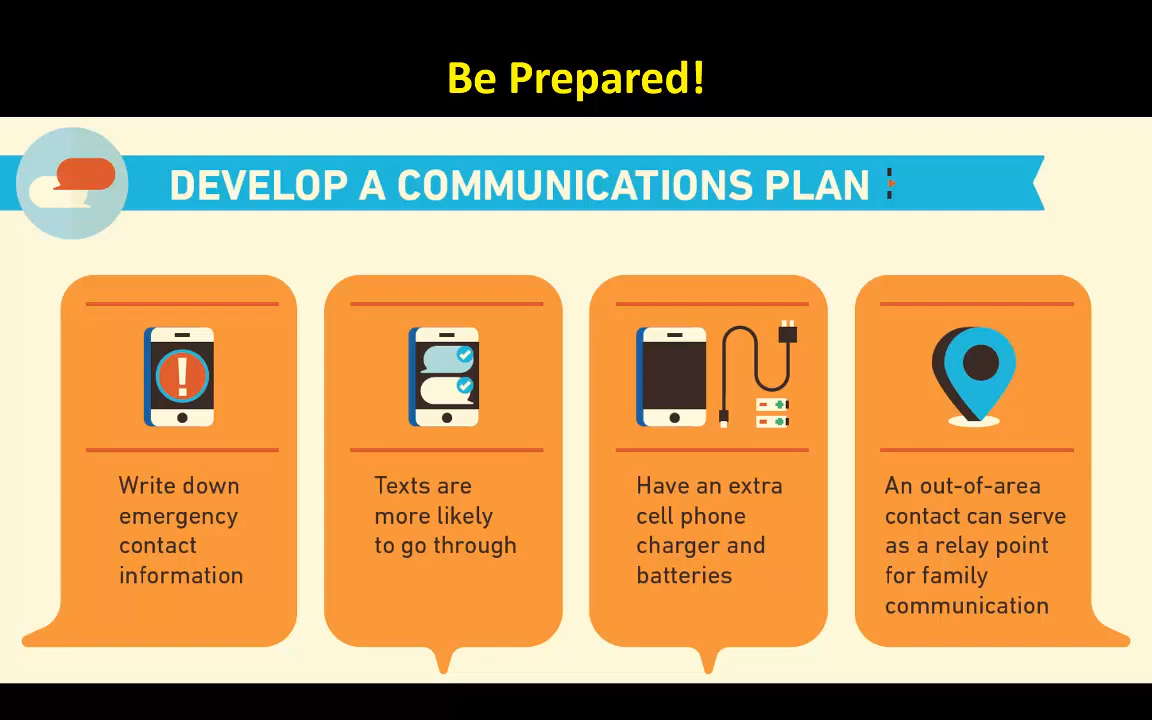 Be Prepared!
DEVELOP A COMMUNICATIONS PLAN
Write down
emergency
contact
information
Texts are
more likely
to go through
Have an extra
cell phone
charger and
batteries
An out-of-area
contact can serve
as a relay point
for family
communication